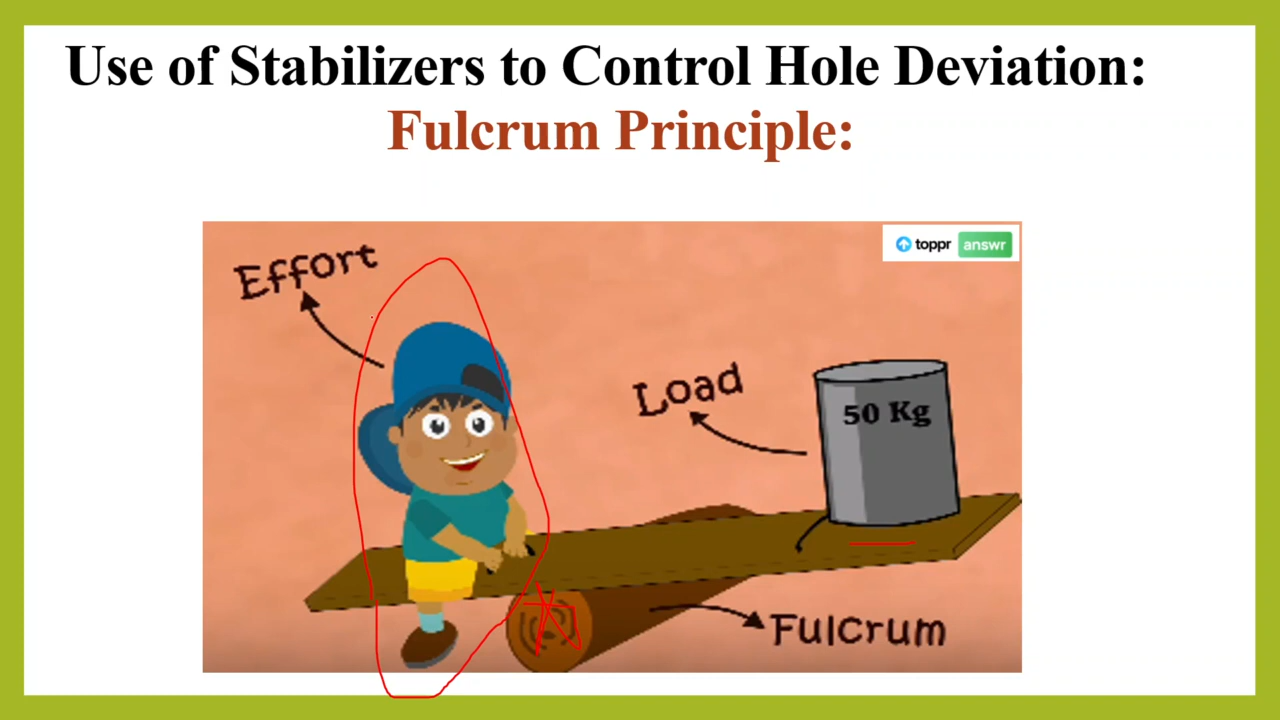 Use of Stabilizers to Control Hole Deviation:
Fulcrum Principle:
toppr answr
Effort
Load
50 Kg
Fulcrum